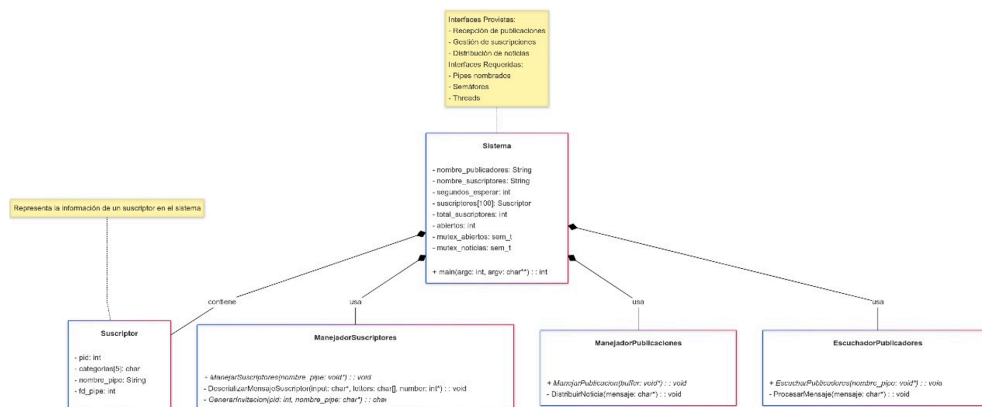 Interfaces Provistas:
- Recepción de publicaciones
- Gestión de suscripciones
- Distribución de noticias
Interfaces Requeridas:
- Pipes nombrados
- Semáforos
- Threads
Sistema
- nombre_publicadores: String
- nombre_suscriptores: String
- segundos_esperar: int
- suscriptores[100]: Suscriptor
- total_suscriptores: int
- abiertos: int
- mutex_abiertos: sem_t
- mutex_noticias: sem_t
+ main(argc: int, argv: char**) : : int
Representa la información de un suscriptor en el sistema
contiene
usa
usa
usa
Suscriptor
- pid: int
- categorias[5]: char
- nombre_pipe: String
- fd_pipe: int
ManejadorSuscriptores
+ ManejarSuscriptores(nombre_pipe: void*) : : void
- DeserializarMensajeSuscriptor(input: char*, letters: char[], number: int*) : : void
- GenerarInvitacion(pid: int, nombre_pipe: char*) : : char
ManejadorPublicaciones
+ ManejarPublicacion(buffer: void*) : : void
- DistribuirNoticia(mensaje: char*) : : void
EscuchadorPublicadores
+ EscucharPublicadores(nombre_pipe: void*) : : void
- ProcesarMensaje(mensaje: char*) : : void